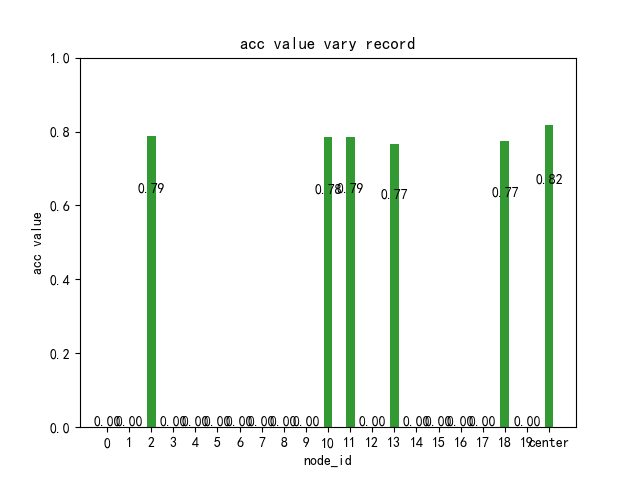 acc value vary record
1.0
0.8
0.6
0.4
0.2
0.0
acc value
0.00 0.00 0.79 0.00 0.00 0.00 0.00 0.00 0.00 0.00 0.78 0.79 0.00 0.77 0.00 0.00 0.00 0.00 0.77 0.00 0.82
0 1 2 3 4 5 6 7 8 9 10 11 12 13 14 15 16 17 18 19 center
node_id